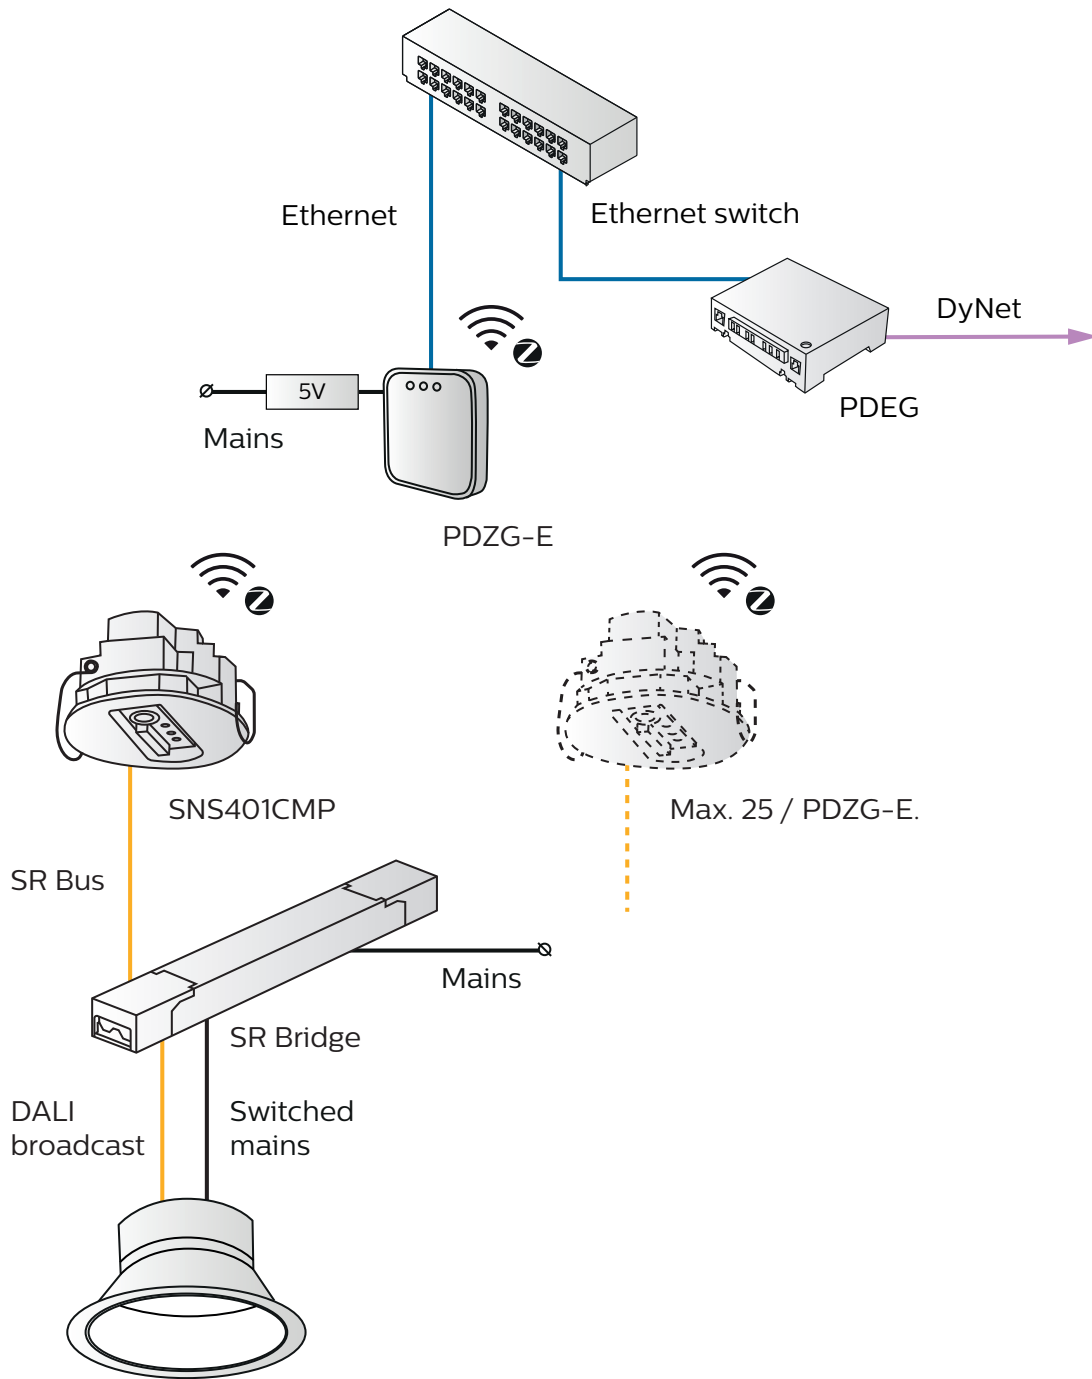 Ethernet
Ethernet switch
DyNet
5V
Mains
PDEG
PDZG-E
SNS401CMP
Max. 25 / PDZG-E.
SR Bus
Mains
SR Bridge
DALI
broadcast
Switched
mains